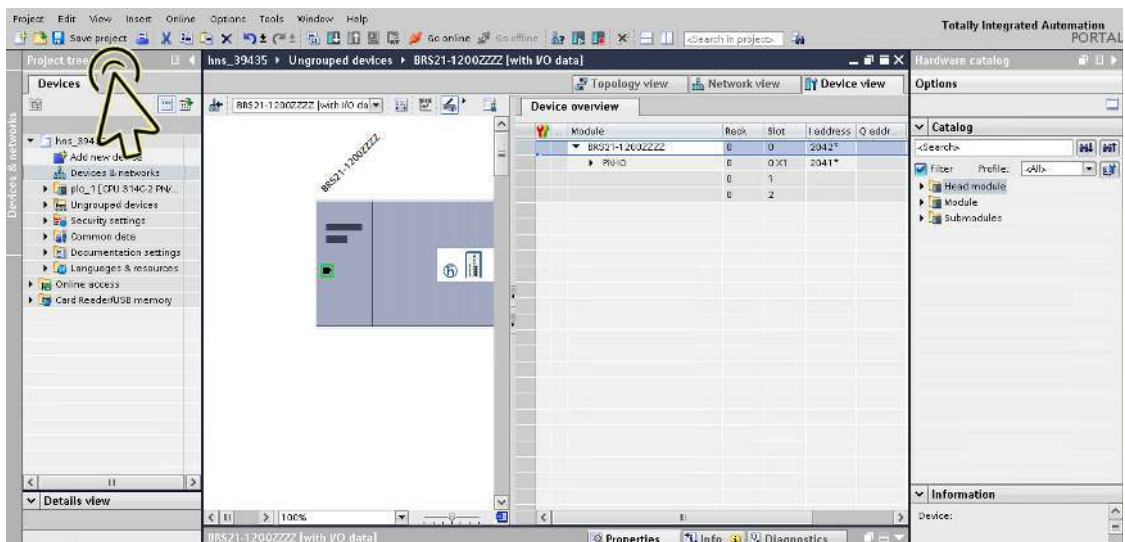 Project Edit View Insert Online Options Tools Window Help
Totally Integrated Automation
PORTAL
Save project
Go online
Go offline
<Search in project>
Project tree
hns_39435 ▸ Ungrouped devices ▸ BRS21-1200ZZZZ [with I/O data]
Hardware catalog
Devices
Topology view
Network view
Device view
Options
BRS21-1200ZZZZ [with I/O da
Device overview
Devices & networks
Module Rack Slot I address Q addr...
BRS21-1200ZZZZ 0 0 2042*
PN-IO 0 0 X1 2041*
0 1
0 2
Catalog
<Search>
Filter Profile: <All>
Head module
Module
Submodules
Add new
Devices & networks
plc_1 [CPU 314C-2 PN/...
Ungrouped devices
Security settings
Common data
Documentation settings
Languages & resources
Online access
Card Reader/USB memory
BRS21-1200ZZZZ
Details view
100%
Information
Device:
BRS21-1200ZZZZ [with I/O data]
Properties
Info
Diagnostics